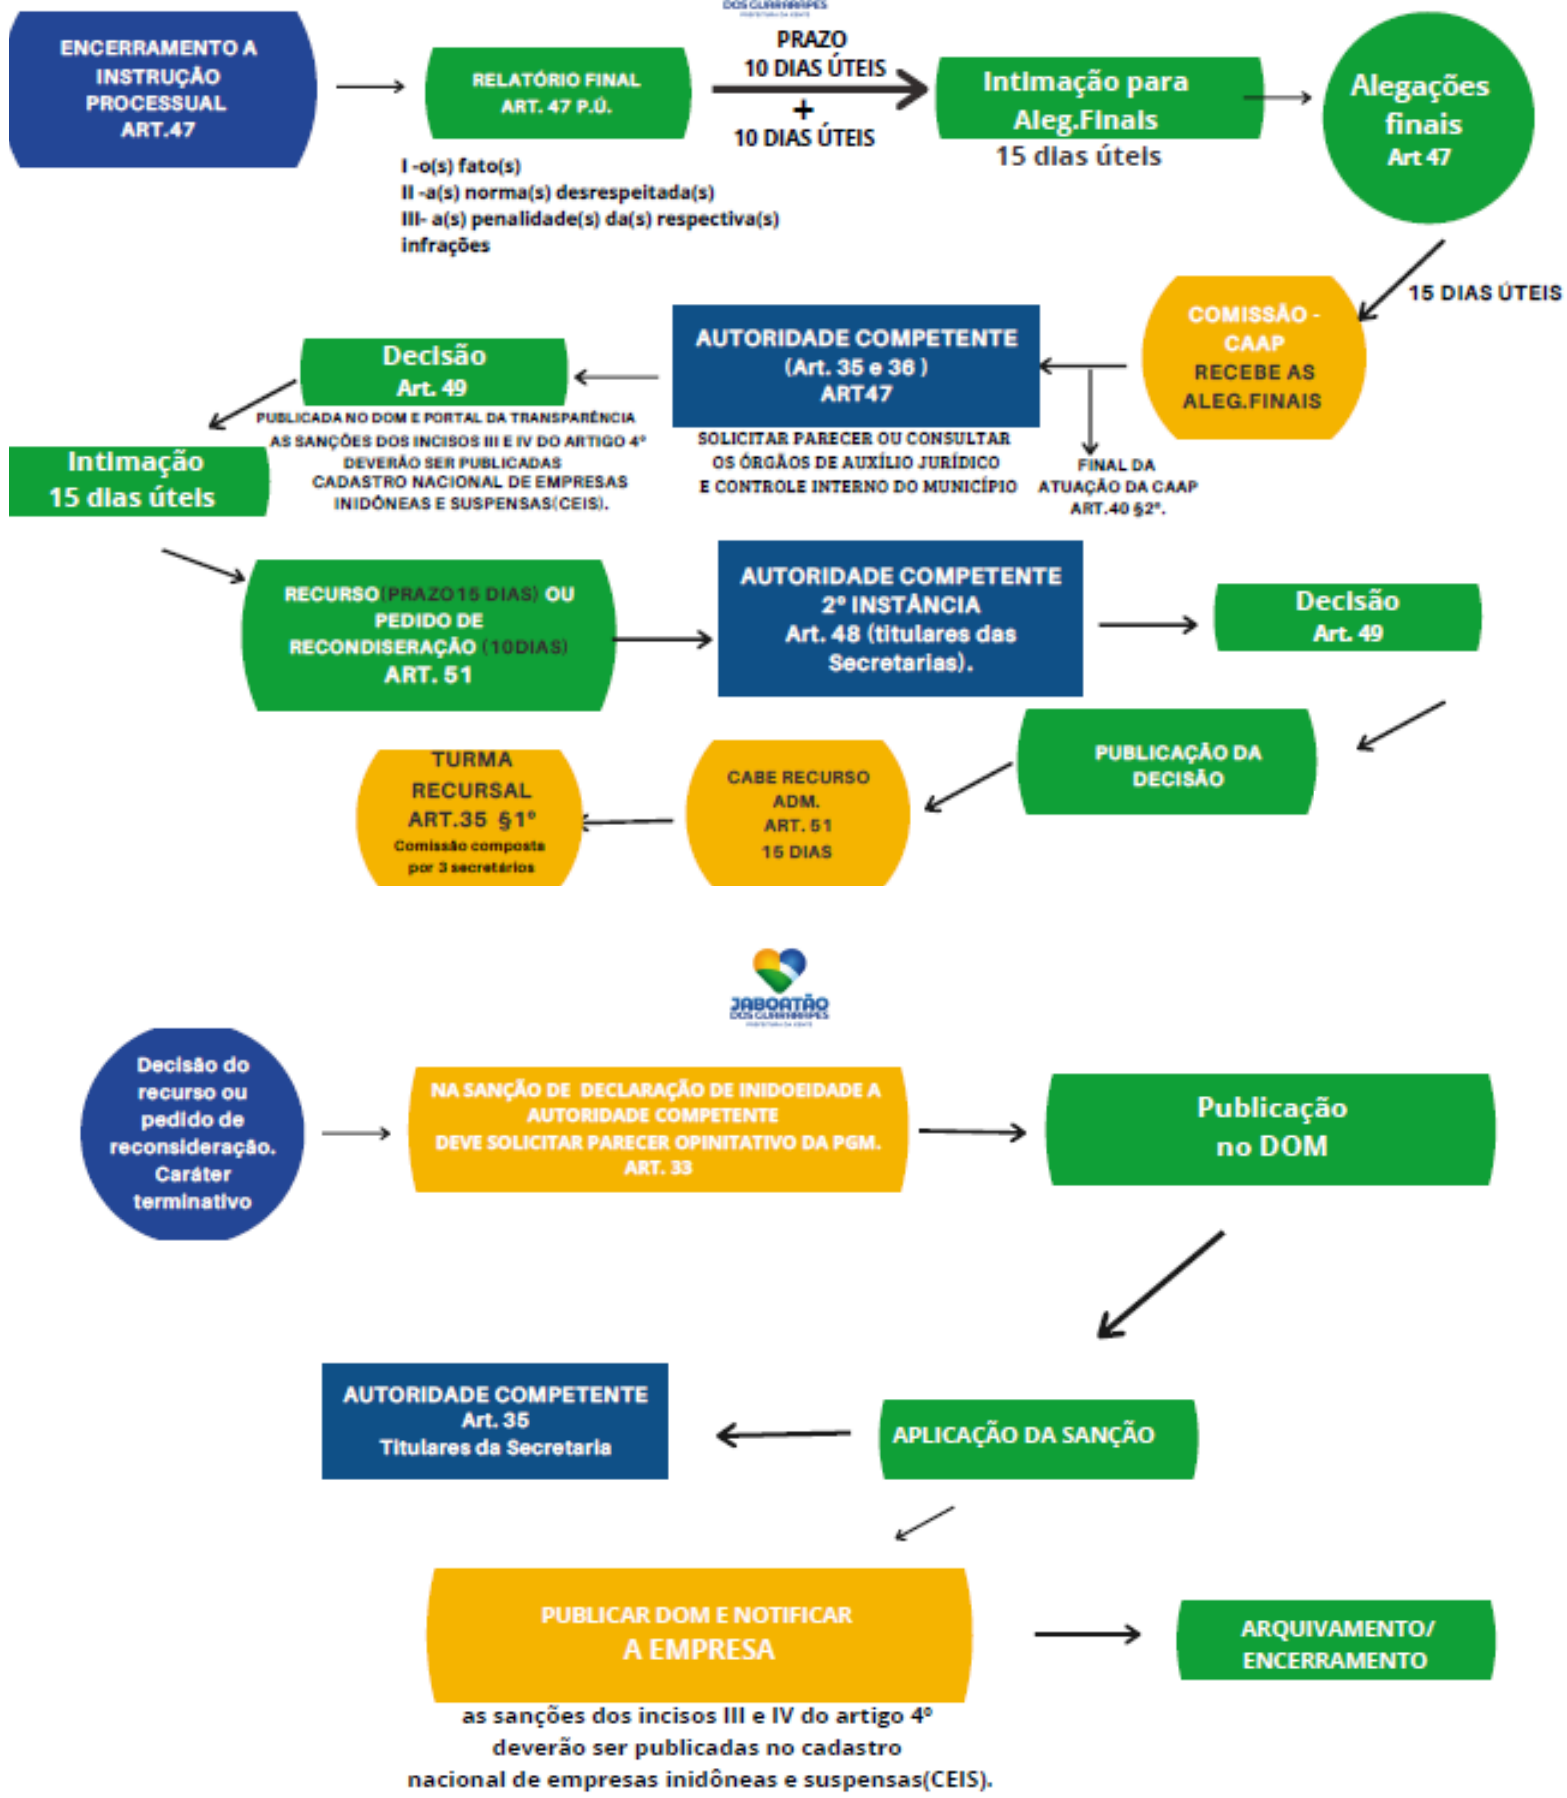 DOS GUARARAPES
PREFEITURA DA GENTE
ENCERRAMENTO A
INSTRUÇÃO
PROCESSUAL
ART.47
RELATÓRIO FINAL
ART. 47 P.Ú.
I -o(s) fato(s)
II -a(s) norma(s) desrespeitada(s)
III- a(s) penalidade(s) da(s) respectiva(s)
infrações
PRAZO
10 DIAS ÚTEIS
+
10 DIAS ÚTEIS
Intimação para
Aleg.Finais
15 dias úteis
Alegações
finais
Art 47
15 DIAS ÚTEIS
COMISSÃO -
CAAP
RECEBE AS
ALEG.FINAIS
FINAL DA
ATUAÇÃO DA CAAP
ART.40 §2º.
AUTORIDADE COMPETENTE
(Art. 35 e 36 )
ART47
SOLICITAR PARECER OU CONSULTAR
OS ÓRGÃOS DE AUXÍLIO JURÍDICO
E CONTROLE INTERNO DO MUNICÍPIO
Decisão
Art. 49
PUBLICADA NO DOM E PORTAL DA TRANSPARÊNCIA
AS SANÇÕES DOS INCISOS III E IV DO ARTIGO 4º
DEVERÃO SER PUBLICADAS
CADASTRO NACIONAL DE EMPRESAS
INIDÔNEAS E SUSPENSAS(CEIS).
Intimação
15 dias úteis
RECURSO(PRAZO15 DIAS) OU
PEDIDO DE
RECONDISERAÇÃO (10DIAS)
ART. 51
AUTORIDADE COMPETENTE
2º INSTÂNCIA
Art. 48 (titulares das
Secretarias).
Decisão
Art. 49
PUBLICAÇÃO DA
DECISÃO
CABE RECURSO
ADM.
ART. 51
15 DIAS
TURMA
RECURSAL
ART.35 §1º
Comissão composta
por 3 secretários
JABOATÃO
DOS GUARARAPES
PREFEITURA DA GENTE
Decisão do
recurso ou
pedido de
reconsideração.
Caráter
terminativo
NA SANÇÃO DE DECLARAÇÃO DE INIDOEIDADE A
AUTORIDADE COMPETENTE
DEVE SOLICITAR PARECER OPINITATIVO DA PGM.
ART. 33
Publicação
no DOM
APLICAÇÃO DA SANÇÃO
AUTORIDADE COMPETENTE
Art. 35
Titulares da Secretaria
PUBLICAR DOM E NOTIFICAR
A EMPRESA
as sanções dos incisos III e IV do artigo 4º
deverão ser publicadas no cadastro
nacional de empresas inidôneas e suspensas(CEIS).
ARQUIVAMENTO/
ENCERRAMENTO